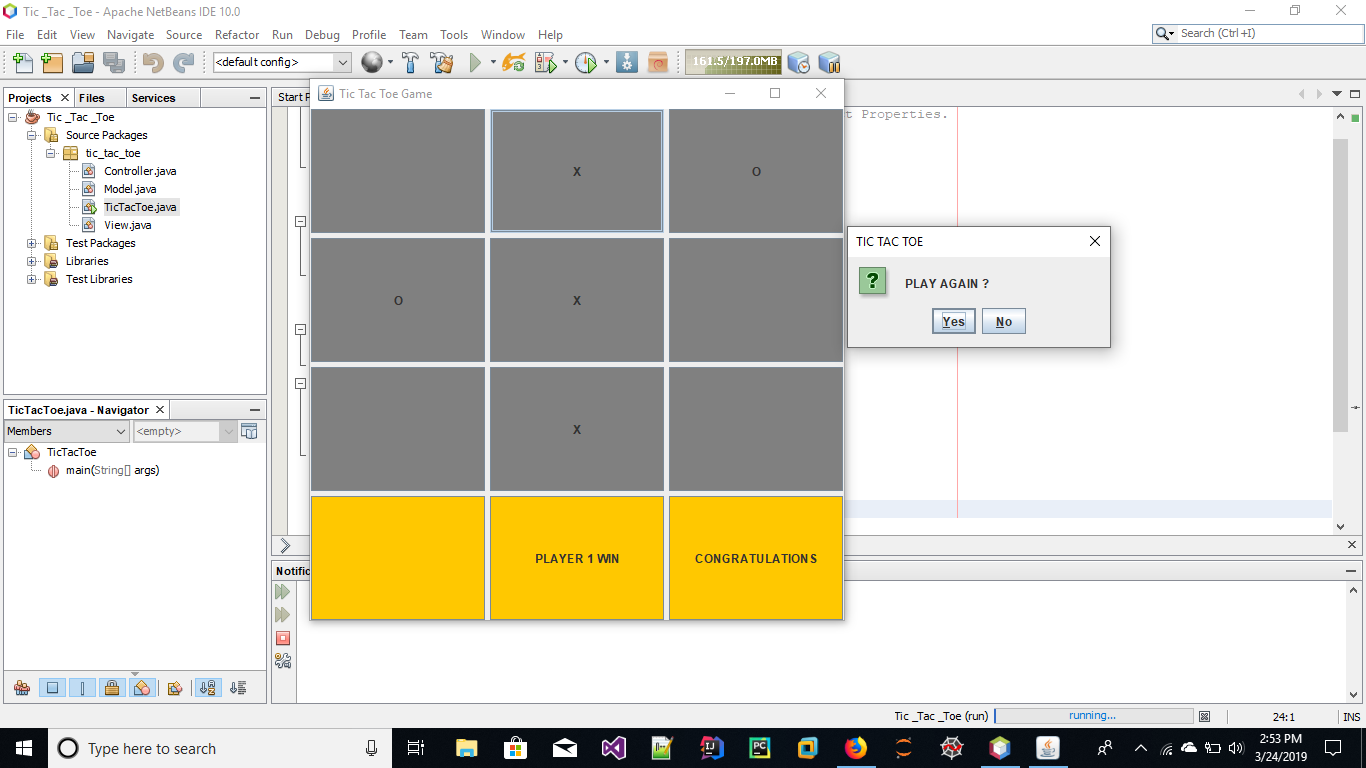 Tic _Tac _Toe - Apache NetBeans IDE 10.0
File Edit View Navigate Source Refactor Run Debug Profile Team Tools Window Help
Search (Ctrl +I)
<default config>
161.5/197.0MB
Projects Files Services
Tic _Tac _Toe
Source Packages
tic_tac_toe
Controller.java
Model.java
TicTacToe.java
View.java
Test Packages
Libraries
Test Libraries
TicTacToe.java - Navigator
Members
<empty>
TicTacToe
main(String[] args)
Start P
t Properties.
Tic Tac Toe Game
X O
O X
X
PLAYER 1 WIN CONGRATULATIONS
TIC TAC TOE
?
PLAY AGAIN ?
Yes No
Notific
Tic _Tac _Toe (run) running... 24:1 INS
Type here to search
2:53 PM
3/24/2019